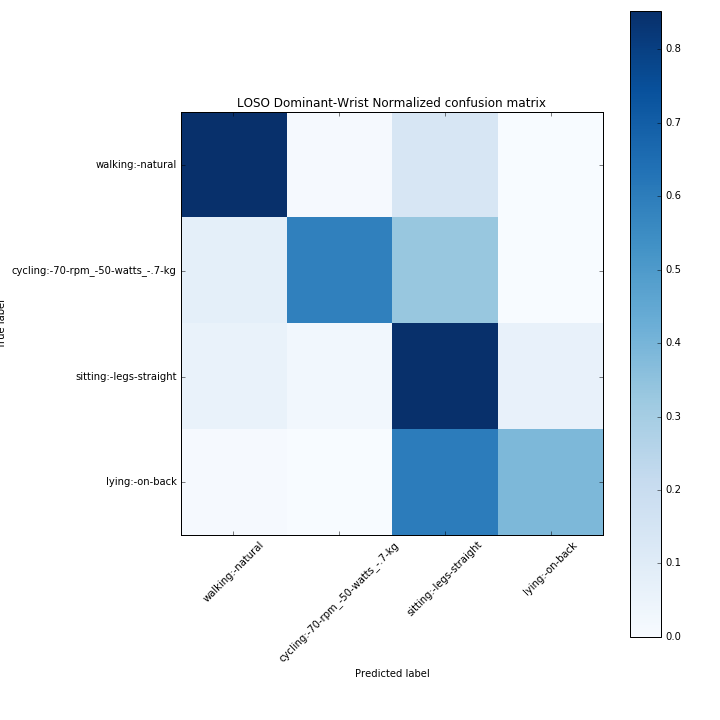 LOSO Dominant-Wrist Normalized confusion matrix
walking:-natural
cycling:-70-rpm_-50-watts_-.7-kg
sitting:-legs-straight
lying:-on-back
True label
walking:-natural
cycling:-70-rpm_-50-watts_-.7-kg
sitting:-legs-straight
lying:-on-back
Predicted label
0.8
0.7
0.6
0.5
0.4
0.3
0.2
0.1
0.0